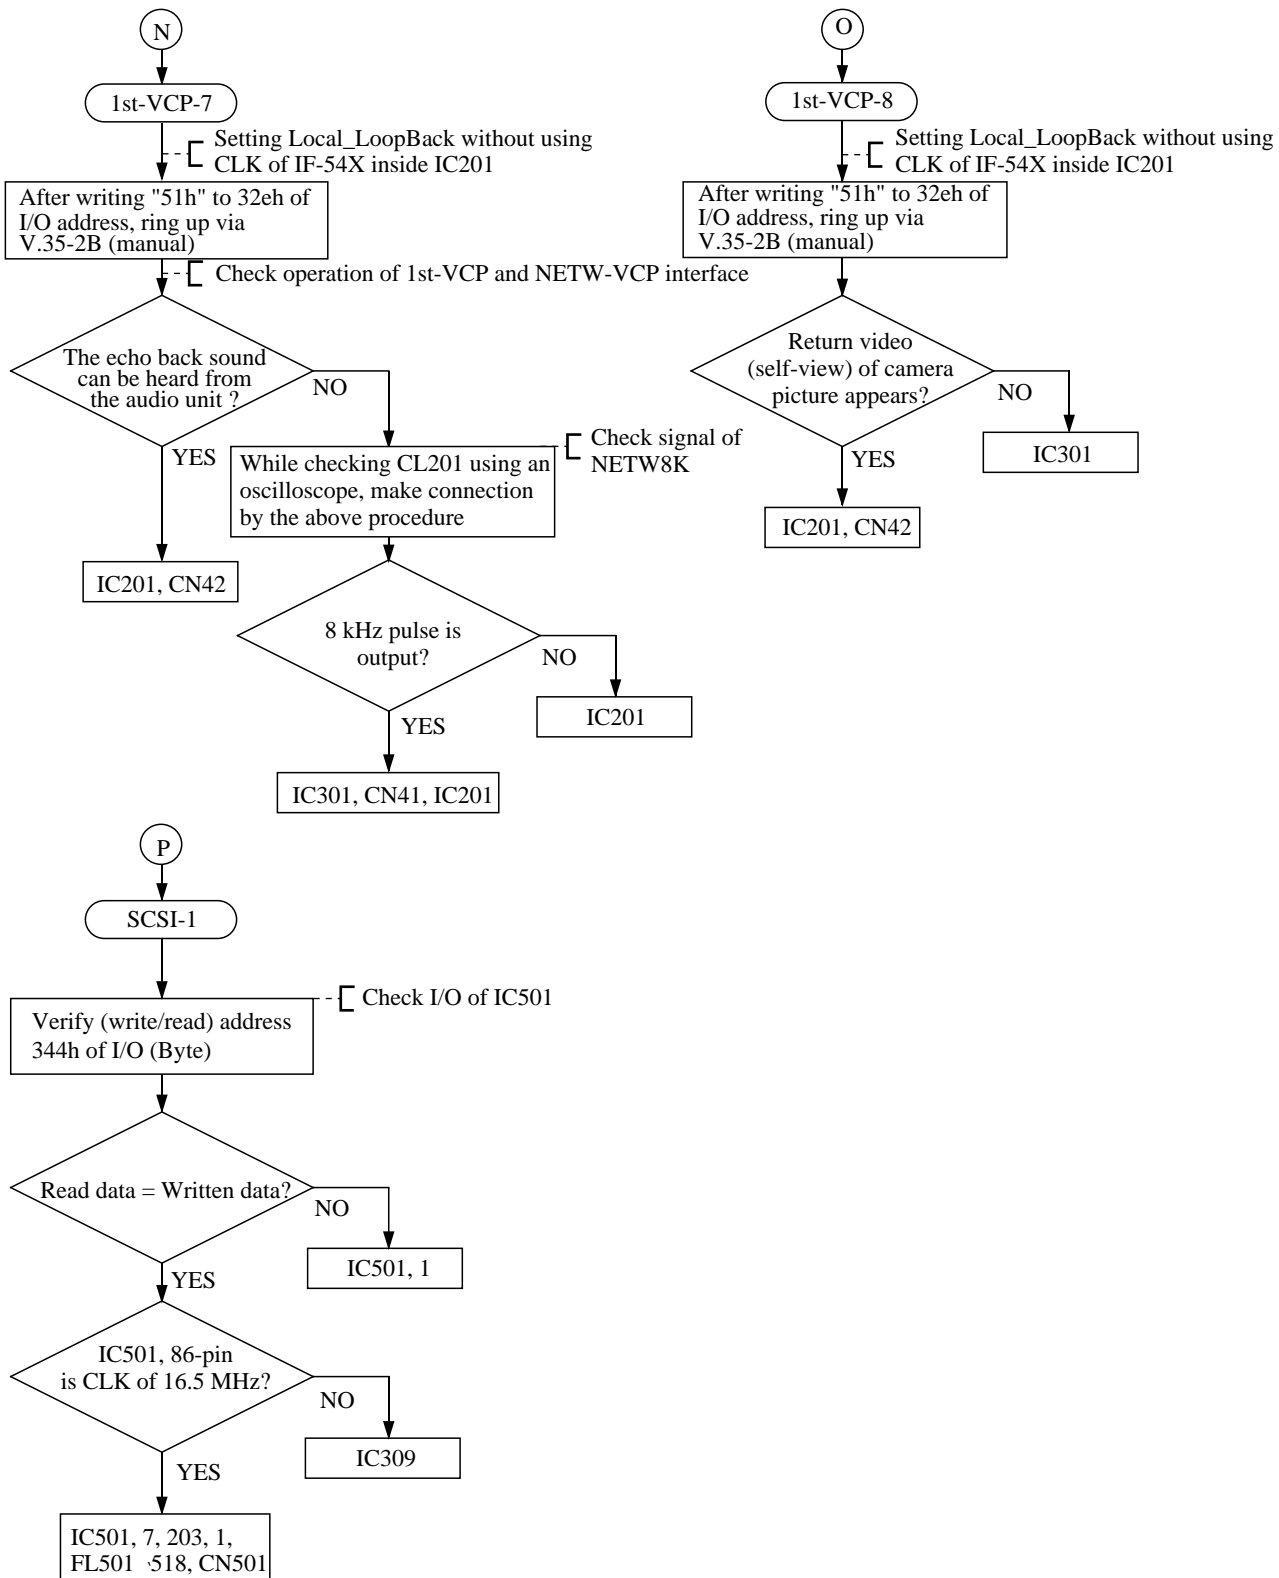 N
1st-VCP-7
Setting Local_LoopBack without using
CLK of IF-54X inside IC201
After writing "51h" to 32eh of
I/O address, ring up via
V.35-2B (manual)
Check operation of 1st-VCP and NETW-VCP interface
The echo back sound
can be heard from
the audio unit ?
NO
YES
Check signal of
NETW8K
While checking CL201 using an
oscilloscope, make connection
by the above procedure
IC201, CN42
8 kHz pulse is
output?
NO
IC201
YES
IC301, CN41, IC201
O
1st-VCP-8
Setting Local_LoopBack without using
CLK of IF-54X inside IC201
After writing "51h" to 32eh of
I/O address, ring up via
V.35-2B (manual)
Return video
(self-view) of camera
picture appears?
NO
IC301
YES
IC201, CN42
P
SCSI-1
Check I/O of IC501
Verify (write/read) address
344h of I/O (Byte)
Read data = Written data?
NO
IC501, 1
YES
IC501, 86-pin
is CLK of 16.5 MHz?
NO
IC309
YES
IC501, 7, 203, 1,
FL501 518, CN501